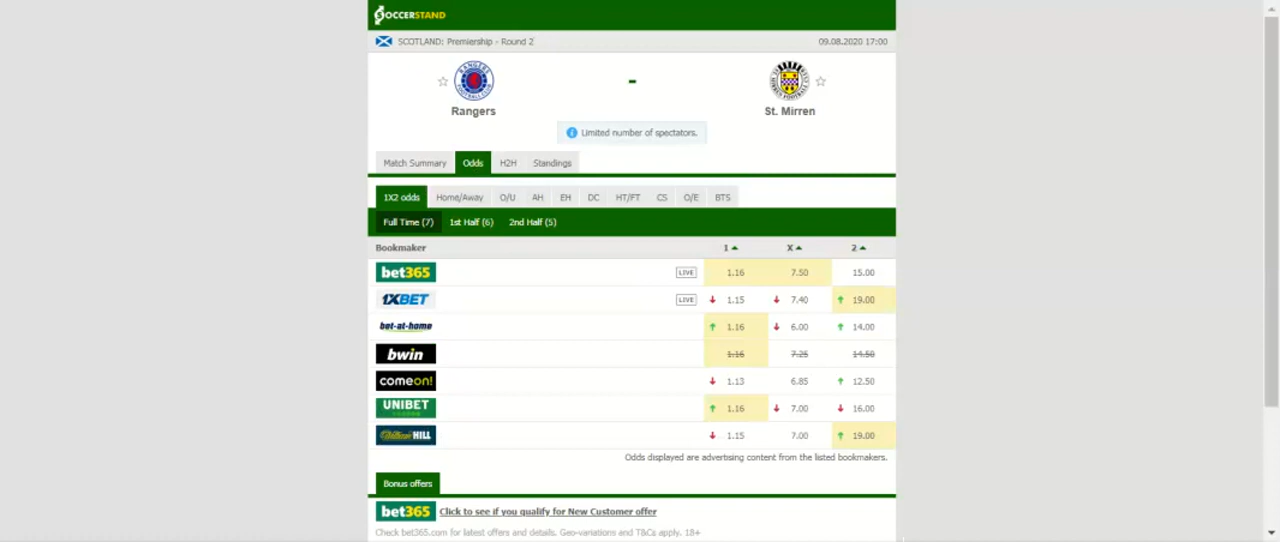 SOCCERSTAND
SCOTLAND: Premiership - Round 2 09.08.2020 17:00
-
Rangers St. Mirren
Limited number of spectators.
Match Summary Odds H2H Standings
1X2 odds Home/Away O/U AH EH DC HT/FT CS O/E BTS
Full Time (7) 1st Half (6) 2nd Half (5)
Bookmaker 1 X 2
bet365 LIVE 1.16 7.50 15.00
1XBET LIVE 1.15 7.40 19.00
bet-at-home 1.16 6.00 14.00
bwin 1.16 7.25 14.50
comeon! 1.13 6.85 12.50
UNIBET 1.16 7.00 16.00
William HILL 1.15 7.00 19.00
Odds displayed are advertising content from the listed bookmakers.
Bonus offers
bet365 Click to see if you qualify for New Customer offer
Check bet365.com for latest offers and details. Geo-variations and T&Cs apply. 18+